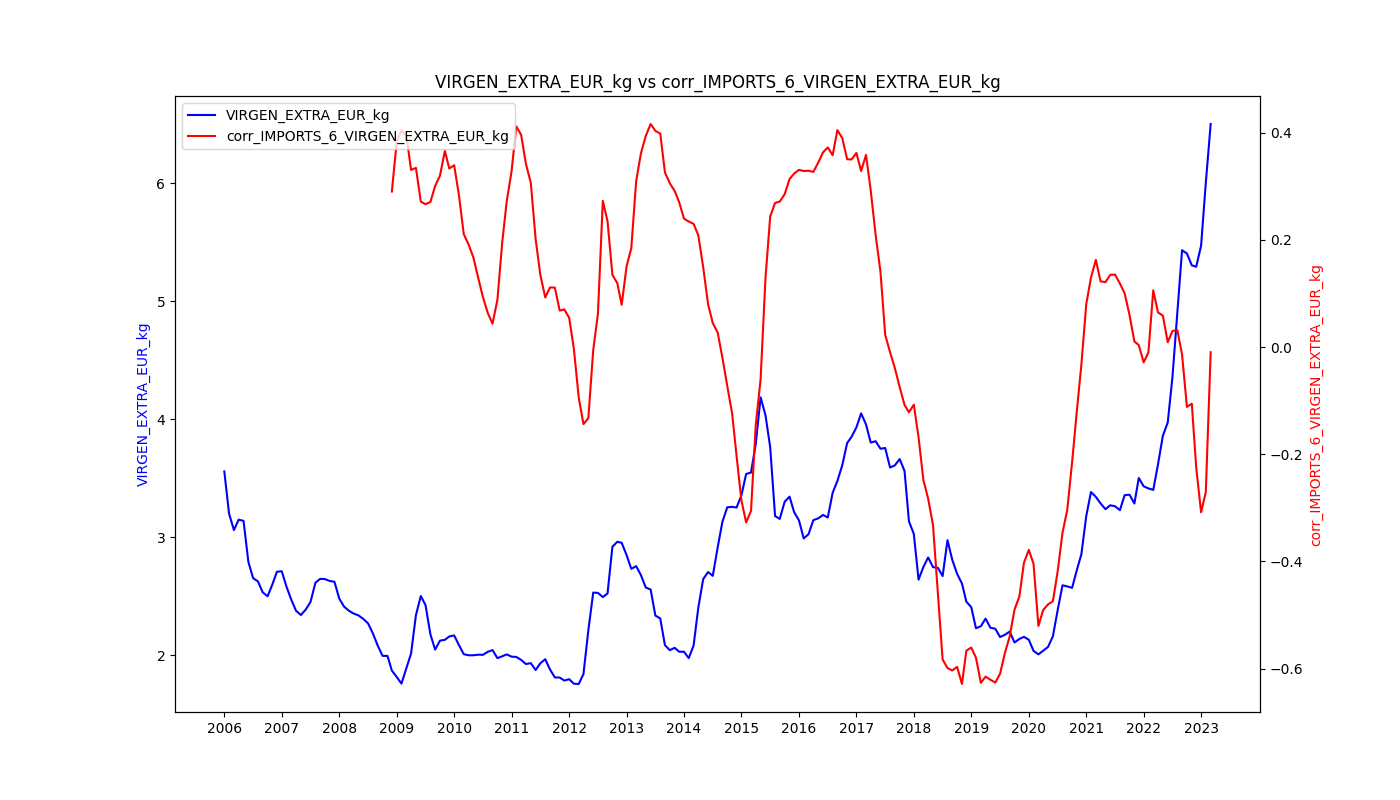 VIRGEN_EXTRA_EUR_kg vs corr_IMPORTS_6_VIRGEN_EXTRA_EUR_kg
VIRGEN_EXTRA_EUR_kg
corr_IMPORTS_6_VIRGEN_EXTRA_EUR_kg
VIRGEN_EXTRA_EUR_kg
6
5
4
3
2
0.4
0.2
0.0
−0.2
−0.4
−0.6
corr_IMPORTS_6_VIRGEN_EXTRA_EUR_kg
2006 2007 2008 2009 2010 2011 2012 2013 2014 2015 2016 2017 2018 2019 2020 2021 2022 2023